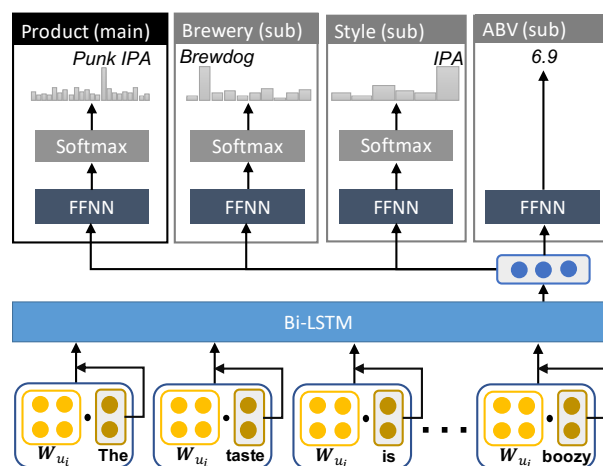 Product (main) Brewery (sub) Style (sub) ABV (sub)
Punk IPA Brewdog IPA 6.9
Softmax Softmax Softmax
FFNN FFNN FFNN FFNN
Bi-LSTM
W_{u_i} The W_{u_i} taste W_{u_i} is ... W_{u_i} boozy